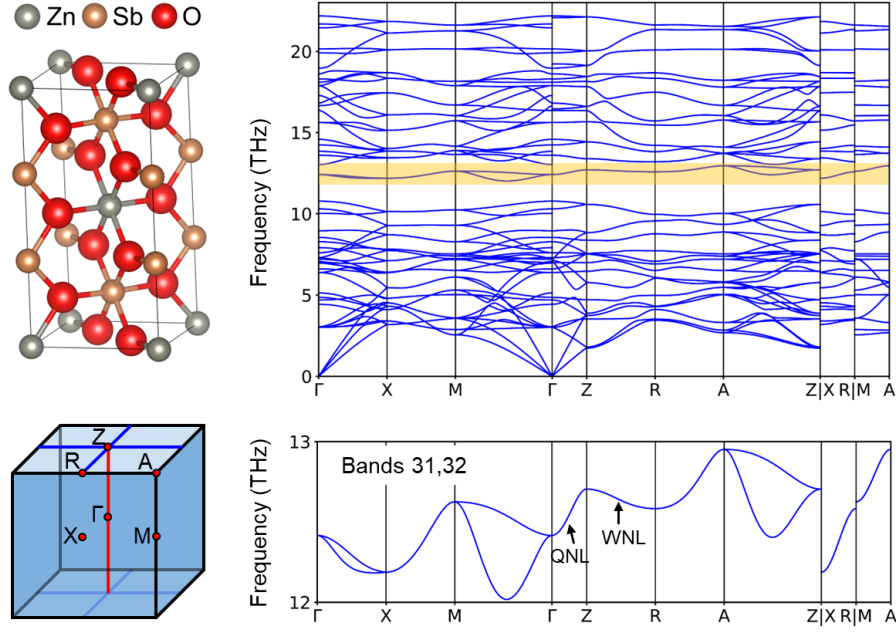 Zn Sb O
Frequency (THz)
20
15
10
5
0
Γ X M Γ Z R A Z|X R|M A
Z
R A
Γ
X M
Frequency (THz)
13
12
Bands 31,32
QNL
WNL
Γ X M Γ Z R A Z|X R|M A